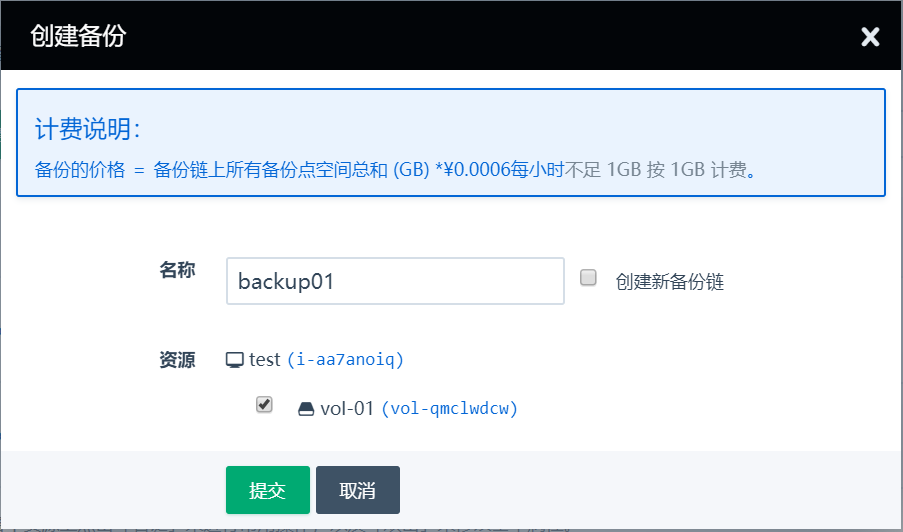 创建备份
计费说明：
备份的价格 = 备份链上所有备份点空间总和 (GB) *¥0.0006每小时不足 1GB 按 1GB 计费。
名称 backup01 创建新备份链
资源 test (i-aa7anoiq)
vol-01 (vol-qmclwdcw)
提交 取消